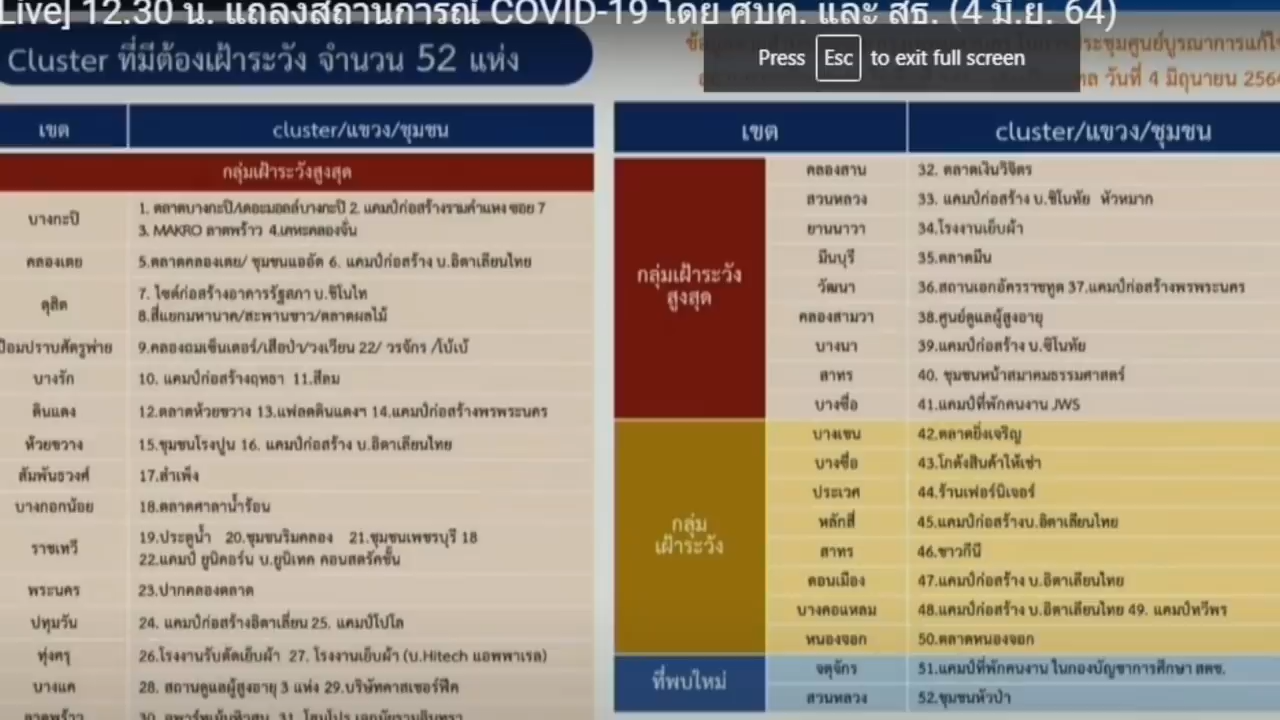 Live] 12.30 น. แถลงสถานการณ์ COVID-19 โดย ศบค. และ สธ. (4 มิ.ย. 64)
Press Esc to exit full screen
Cluster ที่มีต้องเฝ้าระวัง จำนวน 52 แห่ง
ประชุมศูนย์บูรณาการแก้ไข
วันที่ 4 มิถุนายน 2564
เขต cluster/แขวง/ชุมชน
กลุ่มเฝ้าระวังสูงสุด
บางกะปิ 1. ตลาดบางกะปิ/เดอะมอลล์บางกะปิ 2. แคมป์ก่อสร้างรามคำแหง ซอย 7
3. MAKRO ลาดพร้าว 4.เคหะคลองจั่น
คลองเตย 5.ตลาดคลองเตย/ ชุมชนแออัด 6. แคมป์ก่อสร้าง บ.อิตาเลียนไทย
ดุสิต 7. ไซต์ก่อสร้างอาคารรัฐสภา บ.ซิโนไท
8.สี่แยกมหานาค/สะพานขาว/ตลาดผลไม้
ป้อมปราบศัตรูพ่าย 9.คลองถมเซ็นเตอร์/เสือป่า/วงเวียน 22/ วรจักร /โบ๊เบ๊
บางรัก 10. แคมป์ก่อสร้างฤทธา 11.สีลม
ดินแดง 12.ตลาดห้วยขวาง 13.แฟลตดินแดงฯ 14.แคมป์ก่อสร้างพรพระนคร
ห้วยขวาง 15.ชุมชนโรงปูน 16. แคมป์ก่อสร้าง บ.อิตาเลียนไทย
สัมพันธวงศ์ 17.สำเพ็ง
บางกอกน้อย 18.ตลาดศาลาน้ำร้อน
ราชเทวี 19.ประตูน้ำ 20.ชุมชนริมคลอง 21.ชุมชนเพชรบุรี 18
22.แคมป์ ยูนิคอร์น บ.ยูนิเทค คอนสตรัคชั่น
พระนคร 23.ปากคลองตลาด
ปทุมวัน 24. แคมป์ก่อสร้างอิตาเลี่ยน 25. แคมป์โปโล
ทุ่งครุ 26.โรงงานรับตัดเย็บผ้า 27. โรงงานเย็บผ้า (บ.Hitech แอพพาเรล)
บางแค 28. สถานดูแลผู้สูงอายุ 3 แห่ง 29.บริษัทคาสเซอร์พีค
ลาดพร้าว 30. 31.
เขต cluster/แขวง/ชุมชน
กลุ่มเฝ้าระวัง
สูงสุด
คลองสาน 32. ตลาดเงินวิจิตร
สวนหลวง 33. แคมป์ก่อสร้าง บ.ชิโนทัย หัวหมาก
ยานนาวา 34.โรงงานเย็บผ้า
มีนบุรี 35.ตลาดมีน
วัฒนา 36.สถานเอกอัครราชทูต 37.แคมป์ก่อสร้างพรพระนคร
คลองสามวา 38.ศูนย์ดูแลผู้สูงอายุ
บางนา 39.แคมป์ก่อสร้าง บ.ชิโนทัย
สาทร 40. ชุมชนหน้าสมาคมธรรมศาสตร์
บางซื่อ 41.แคมป์ที่พักคนงาน JWS
กลุ่ม
เฝ้าระวัง
บางเขน 42.ตลาดยิ่งเจริญ
บางซื่อ 43.โกดังสินค้าให้เช่า
ประเวศ 44.ร้านเฟอร์นิเจอร์
หลักสี่ 45.แคมป์ก่อสร้างบ.อิตาเลียนไทย
สาทร 46.ชาวกีนี
ดอนเมือง 47.แคมป์ก่อสร้าง บ.อิตาเลียนไทย
บางคอแหลม 48.แคมป์ก่อสร้าง บ.อิตาเลียนไทย 49. แคมป์ทวีพร
หนองจอก 50.ตลาดหนองจอก
ที่พบใหม่
จตุจักร 51.แคมป์ที่พักคนงาน ในกองบัญชาการศึกษา สตช.
สวนหลวง 52.ชุมชนหัวป่า